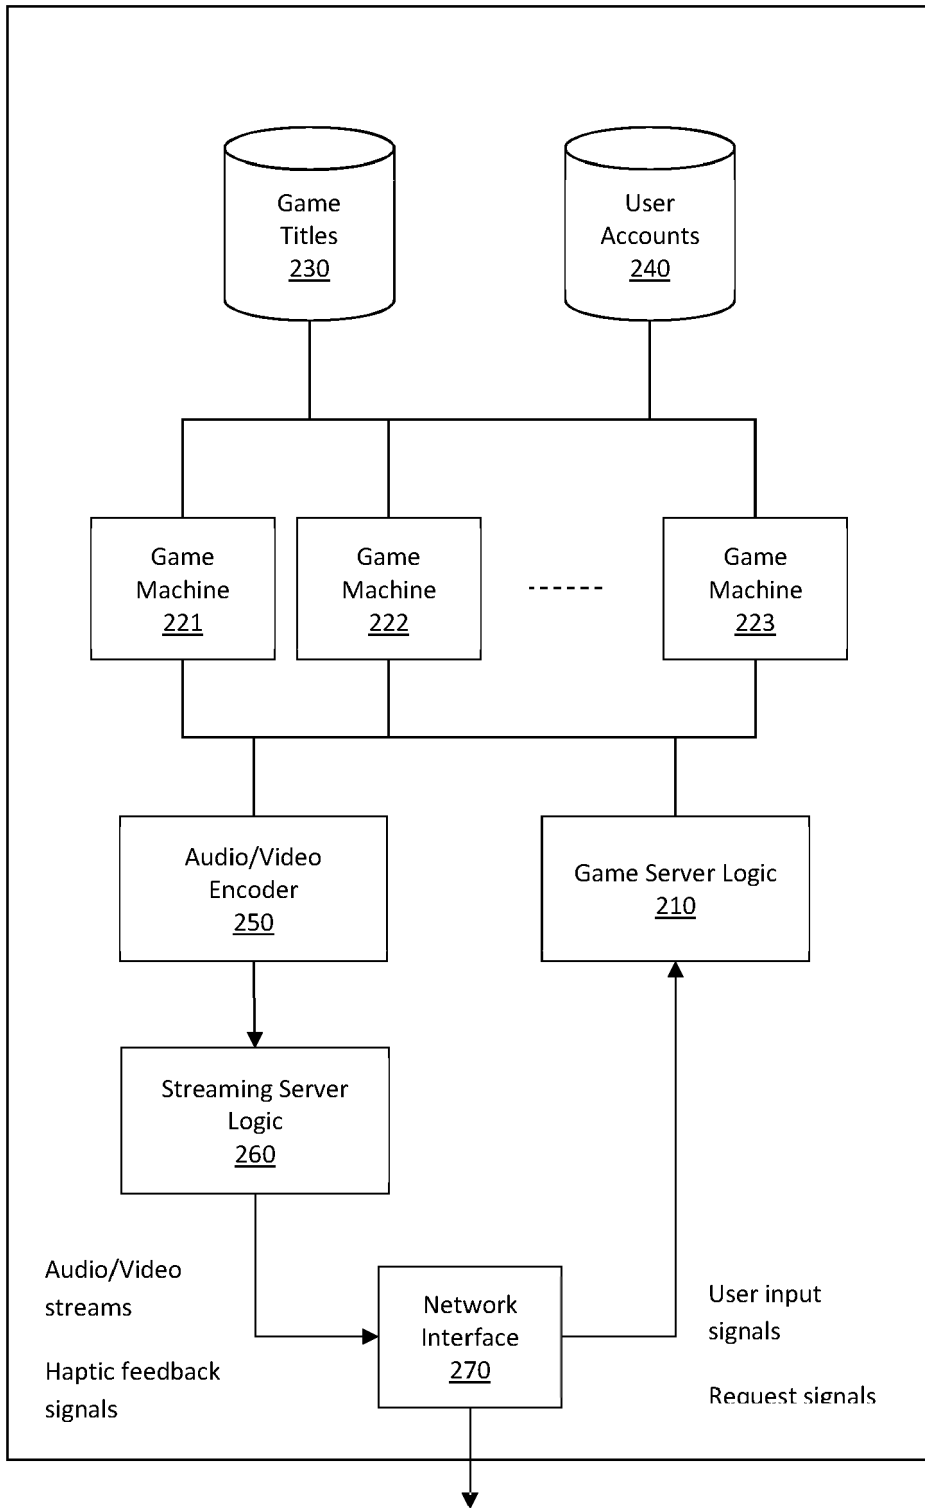 Game
Titles
230
User
Accounts
240
Game
Machine
221
Game
Machine
222
Game
Machine
223
Audio/Video
Encoder
250
Game Server Logic
210
Streaming Server
Logic
260
Audio/Video
streams
Haptic feedback
signals
Network
Interface
270
User input
signals
Request signals